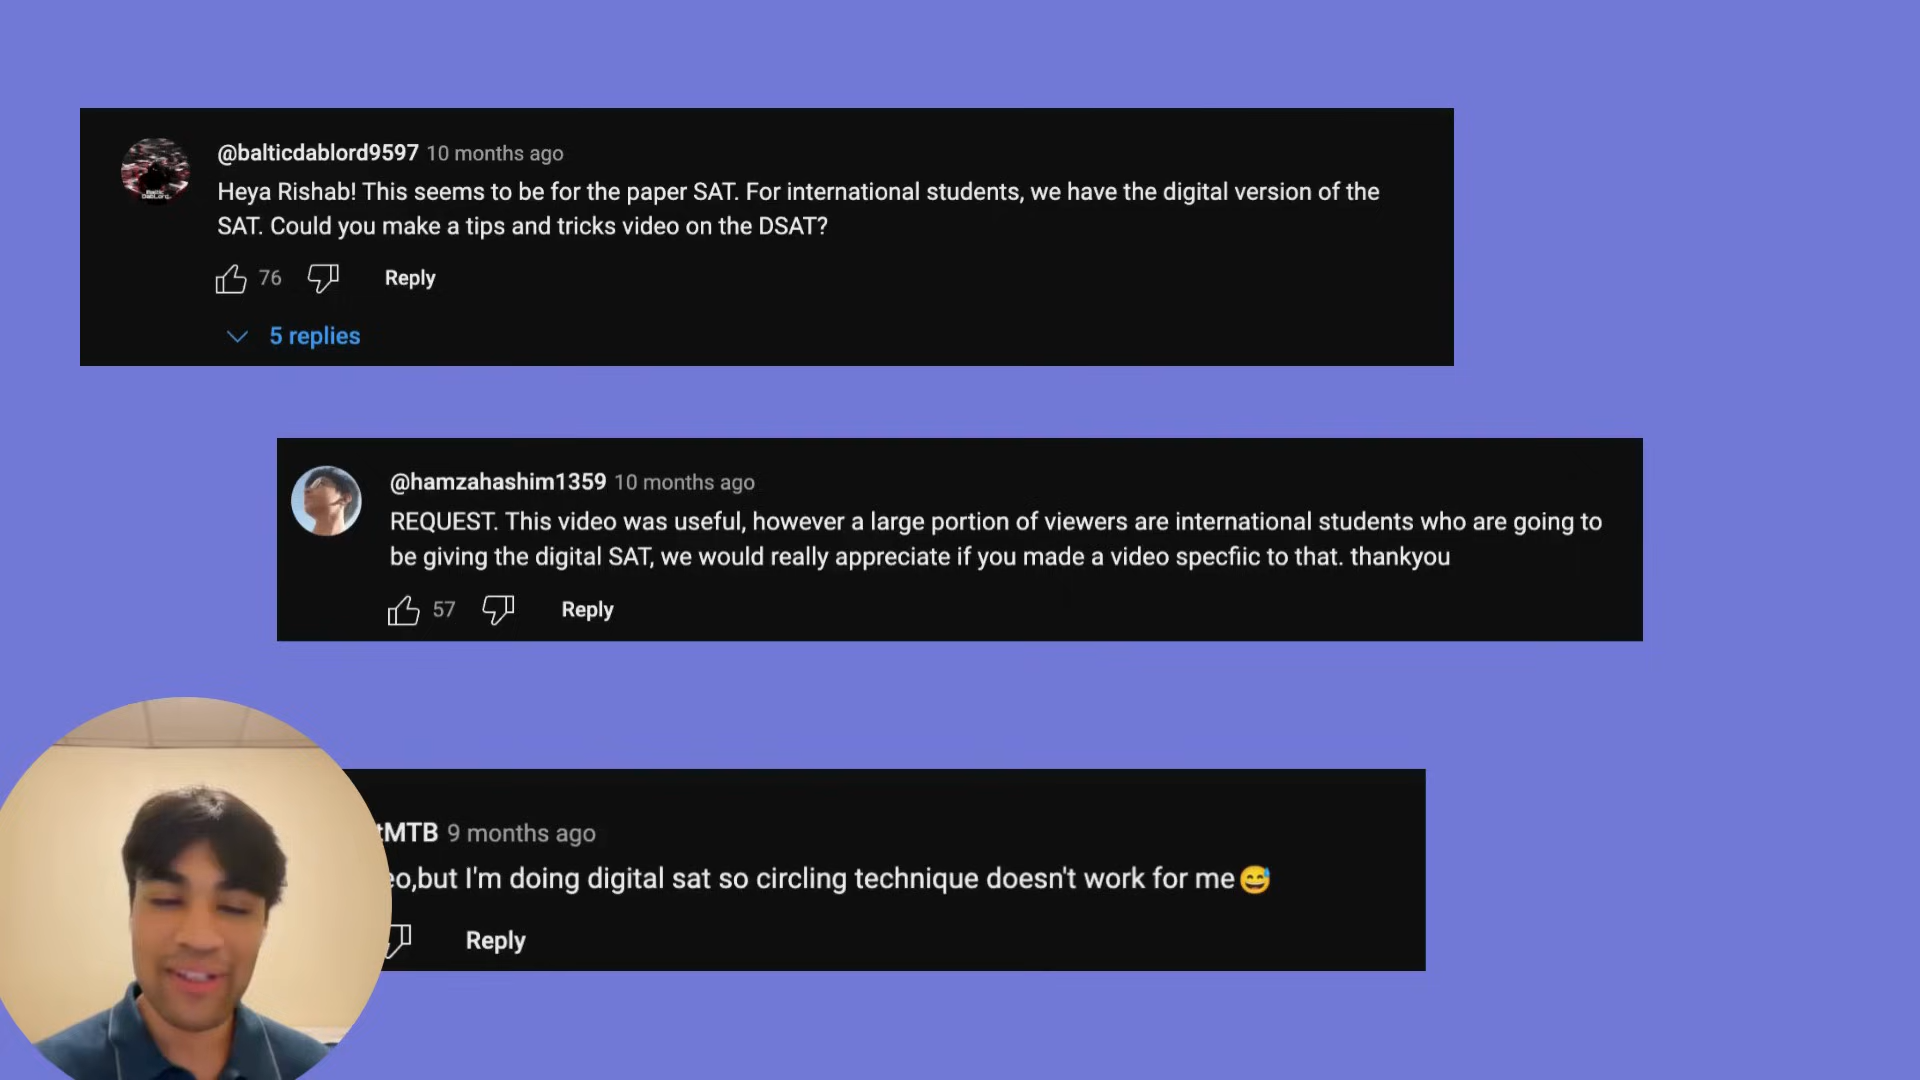 @balticdablord9597 10 months ago
Heya Rishab! This seems to be for the paper SAT. For international students, we have the digital version of the
SAT. Could you make a tips and tricks video on the DSAT?
76 Reply
5 replies
@hamzahashim1359 10 months ago
REQUEST. This video was useful, however a large portion of viewers are international students who are going to
be giving the digital SAT, we would really appreciate if you made a video specfiic to that. thankyou
57 Reply
tMTB 9 months ago
eo,but I'm doing digital sat so circling technique doesn't work for me😅
Reply